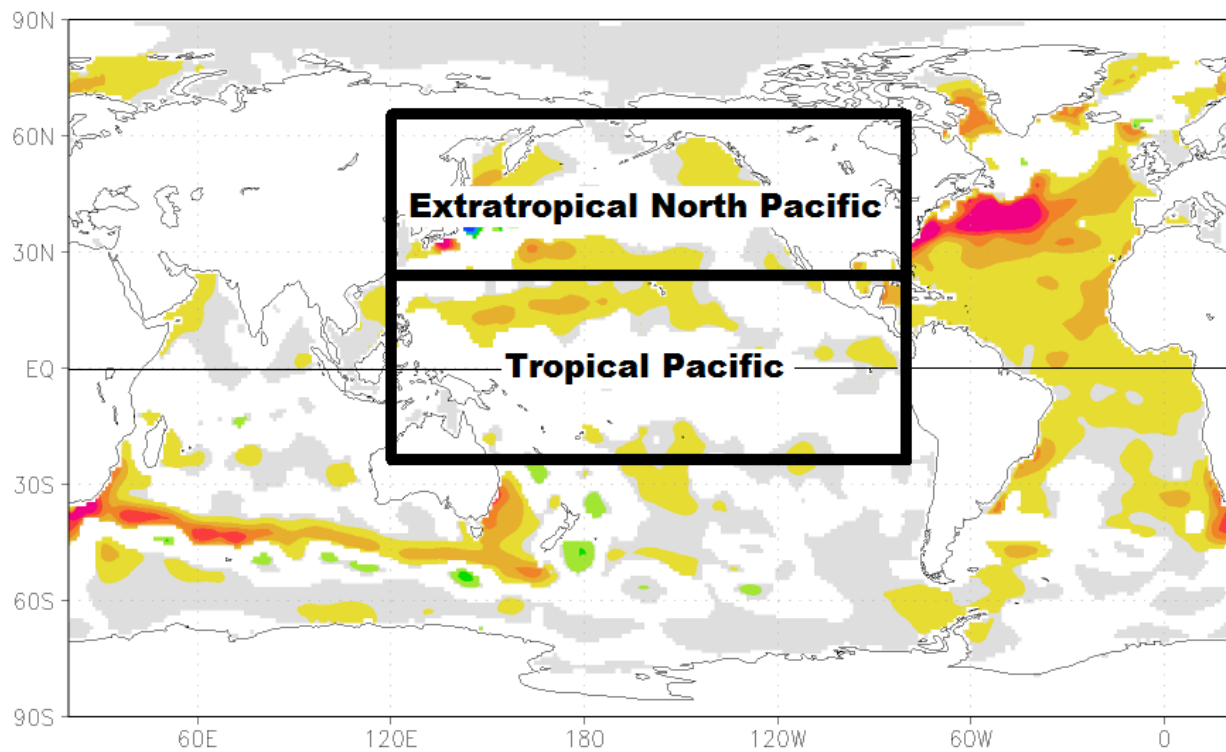 90N
60N
Extratropical North Pacific
30N
EQ
Tropical Pacific
30S
60S
90S
60E 120E 180 120W 60W 0